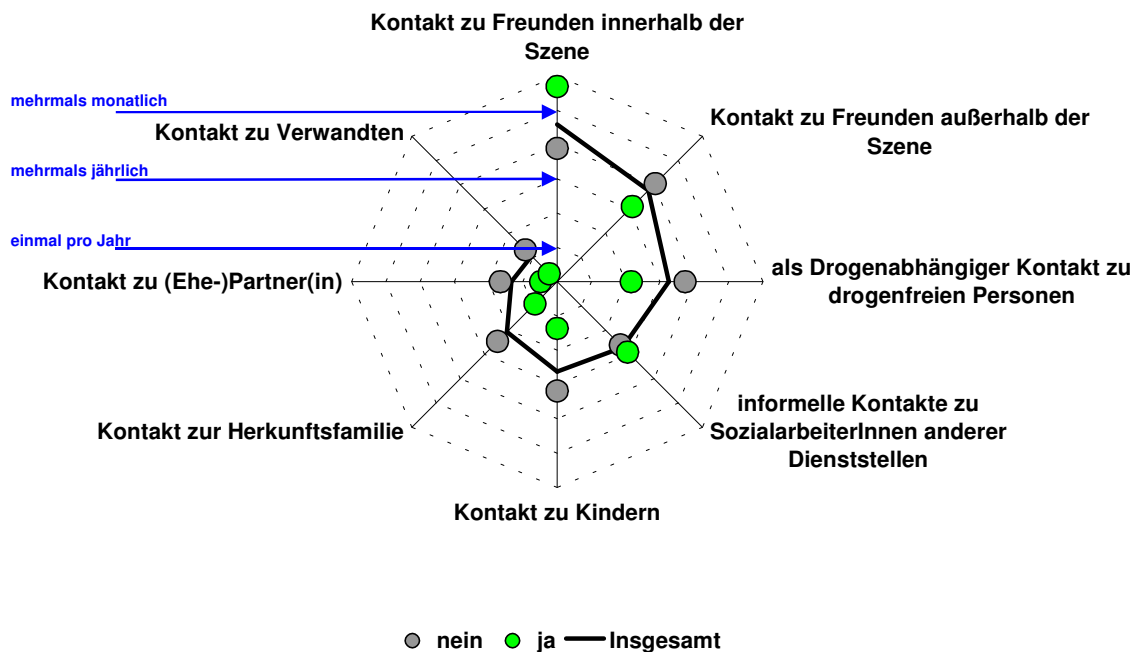 Kontakt zu Freunden innerhalb der
Szene
mehrmals monatlich
Kontakt zu Verwandten
Kontakt zu Freunden außerhalb der
Szene
mehrmals jährlich
einmal pro Jahr
Kontakt zu (Ehe-)Partner(in)
als Drogenabhängiger Kontakt zu
drogenfreien Personen
Kontakt zur Herkunftsfamilie
informelle Kontakte zu
SozialarbeiterInnen anderer
Dienststellen
Kontakt zu Kindern
nein ja Insgesamt